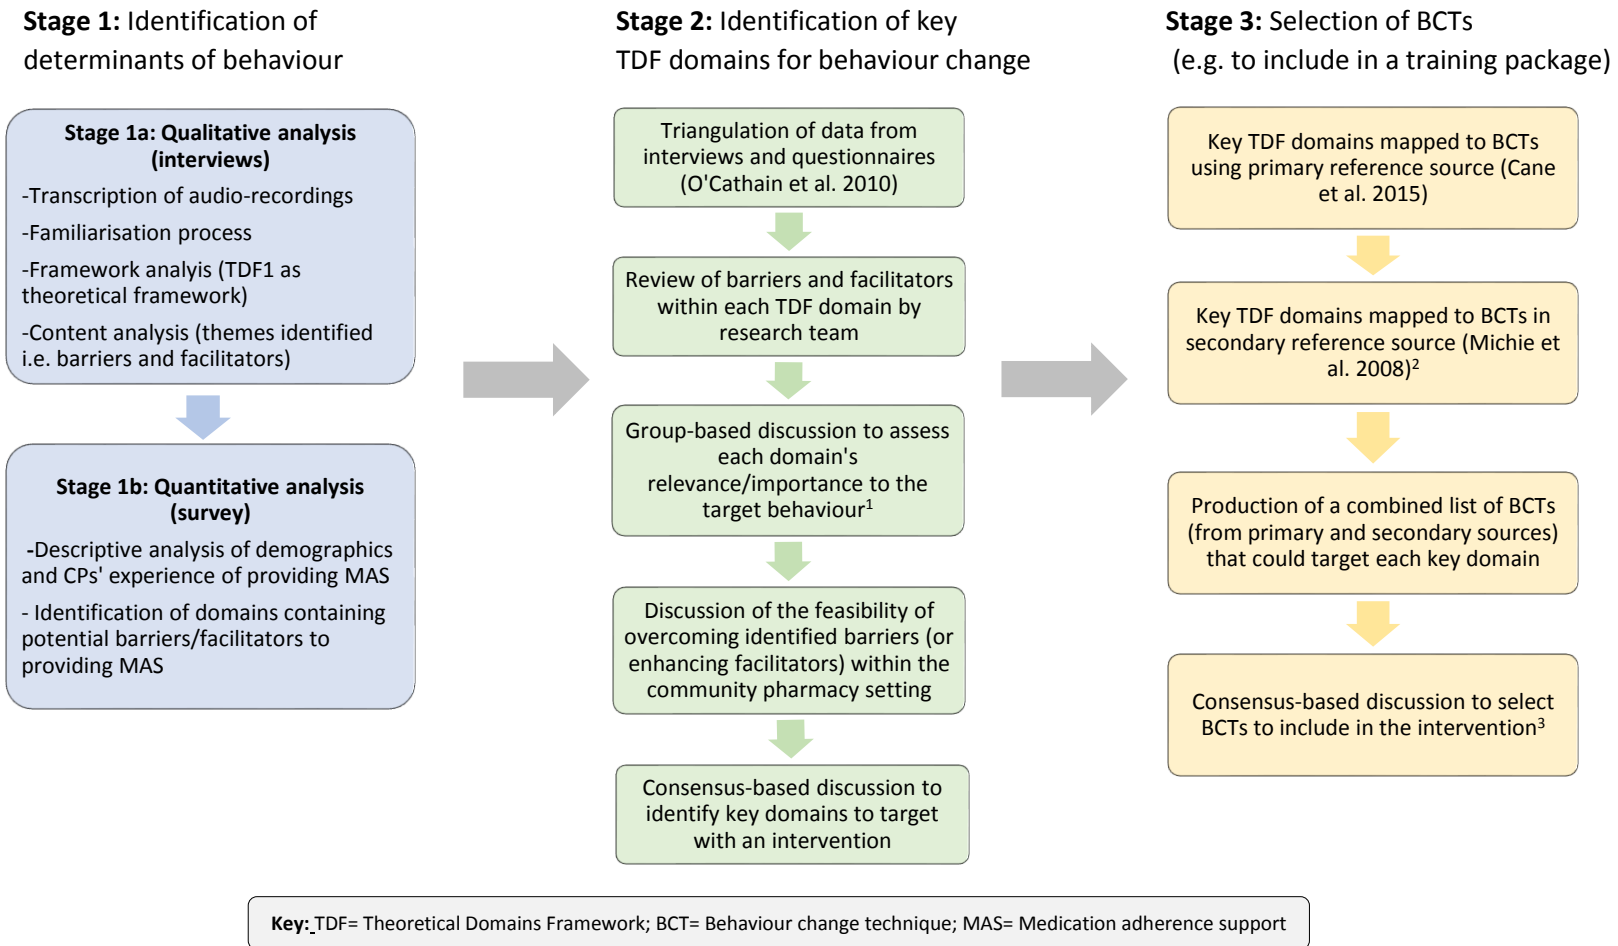 Stage 1: Identification of
determinants of behaviour
Stage 1a: Qualitative analysis
(interviews)
-Transcription of audio-recordings
-Familiarisation process
-Framework analyis (TDF1 as
theoretical framework)
-Content analysis (themes identified
i.e. barriers and facilitators)
Stage 1b: Quantitative analysis
(survey)
-Descriptive analysis of demographics
and CPs' experience of providing MAS
- Identification of domains containing
potential barriers/facilitators to
providing MAS
Stage 2: Identification of key
TDF domains for behaviour change
Triangulation of data from
interviews and questionnaires
(O'Cathain et al. 2010)
Review of barriers and facilitators
within each TDF domain by
research team
Group-based discussion to assess
each domain's
relevance/importance to the
target behaviour¹
Discussion of the feasibility of
overcoming identified barriers (or
enhancing facilitators) within the
community pharmacy setting
Consensus-based discussion to
identify key domains to target
with an intervention
Stage 3: Selection of BCTs
(e.g. to include in a training package)
Key TDF domains mapped to BCTs
using primary reference source (Cane
et al. 2015)
Key TDF domains mapped to BCTs in
secondary reference source (Michie
et al. 2008)²
Production of a combined list of BCTs
(from primary and secondary sources)
that could target each key domain
Consensus-based discussion to select
BCTs to include in the intervention³
Key: TDF= Theoretical Domains Framework; BCT= Behaviour change technique; MAS= Medication adherence support